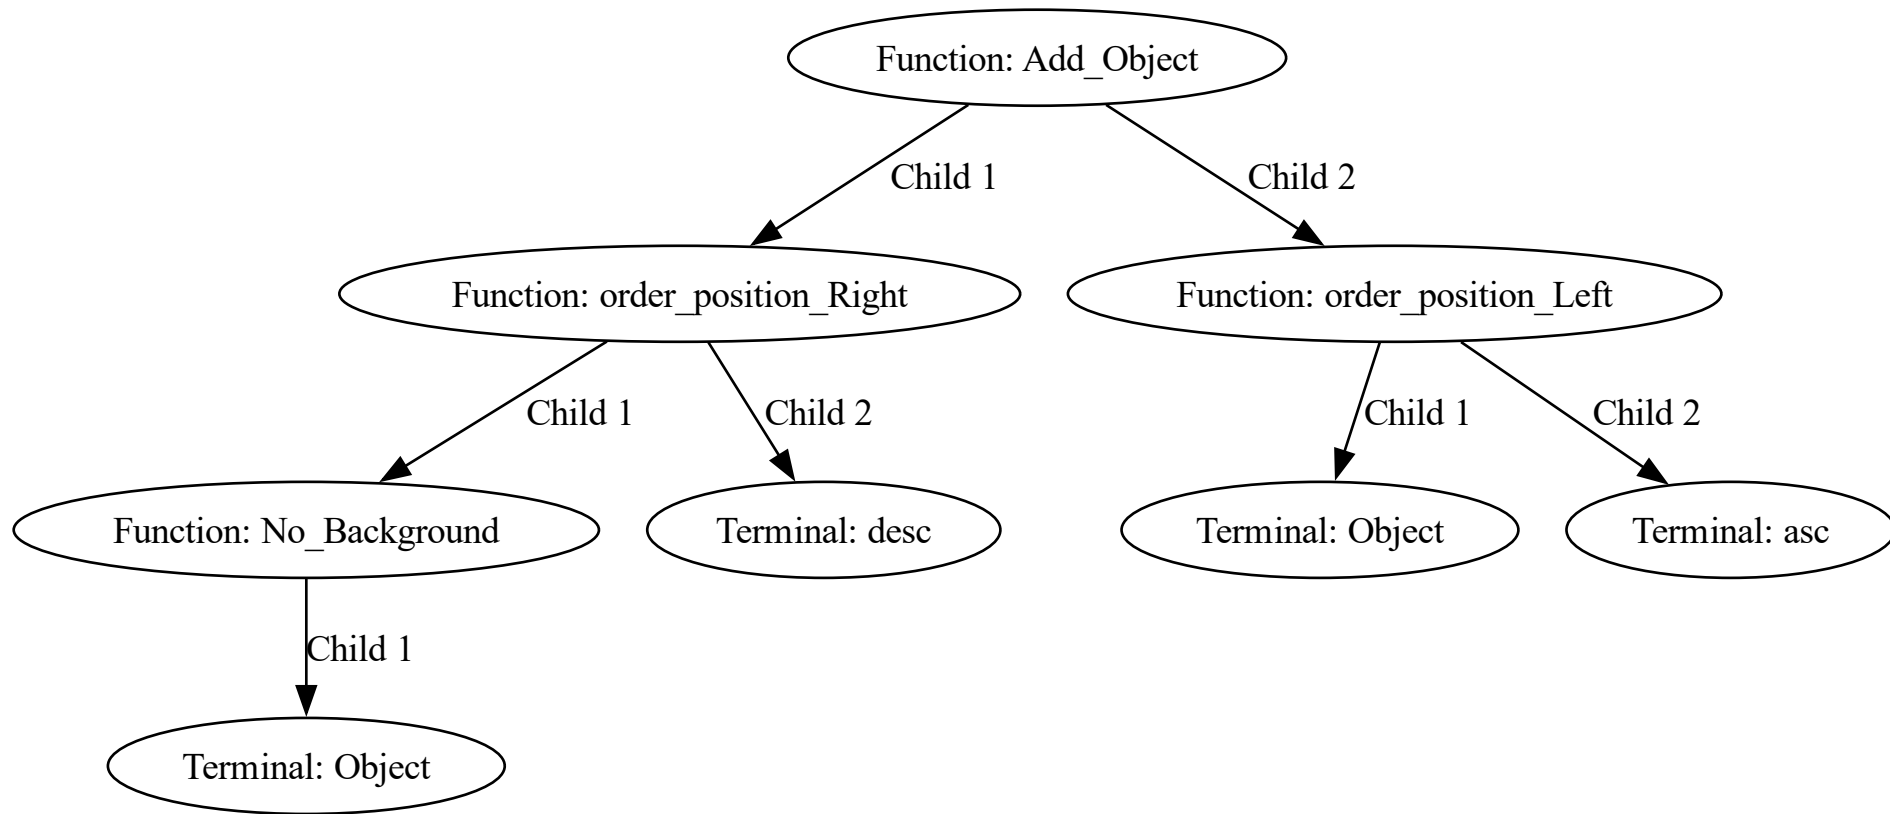 Function: Add_Object
Child 1
Child 2
Function: order_position_Right
Function: order_position_Left
Child 1
Child 2
Child 1
Child 2
Function: No_Background
Terminal: desc
Terminal: Object
Terminal: asc
Child 1
Terminal: Object